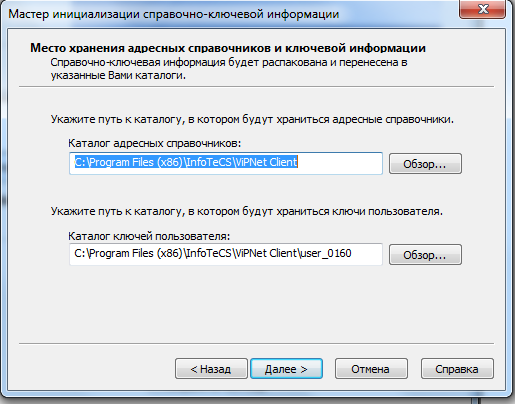 Мастер инициализации справочно-ключевой информации
Место хранения адресных справочников и ключевой информации
Справочно-ключевая информация будет распакована и перенесена в
указанные Вами каталоги.
Укажите путь к каталогу, в котором будут храниться адресные справочники.
Каталог адресных справочников:
C:\Program Files (x86)\InfoTeCS\ViPNet Client
Обзор...
Укажите путь к каталогу, в котором будут храниться ключи пользователя.
Каталог ключей пользователя:
C:\Program Files (x86)\InfoTeCS\ViPNet Client\user_0160
Обзор...
< Назад
Далее >
Отмена
Справка